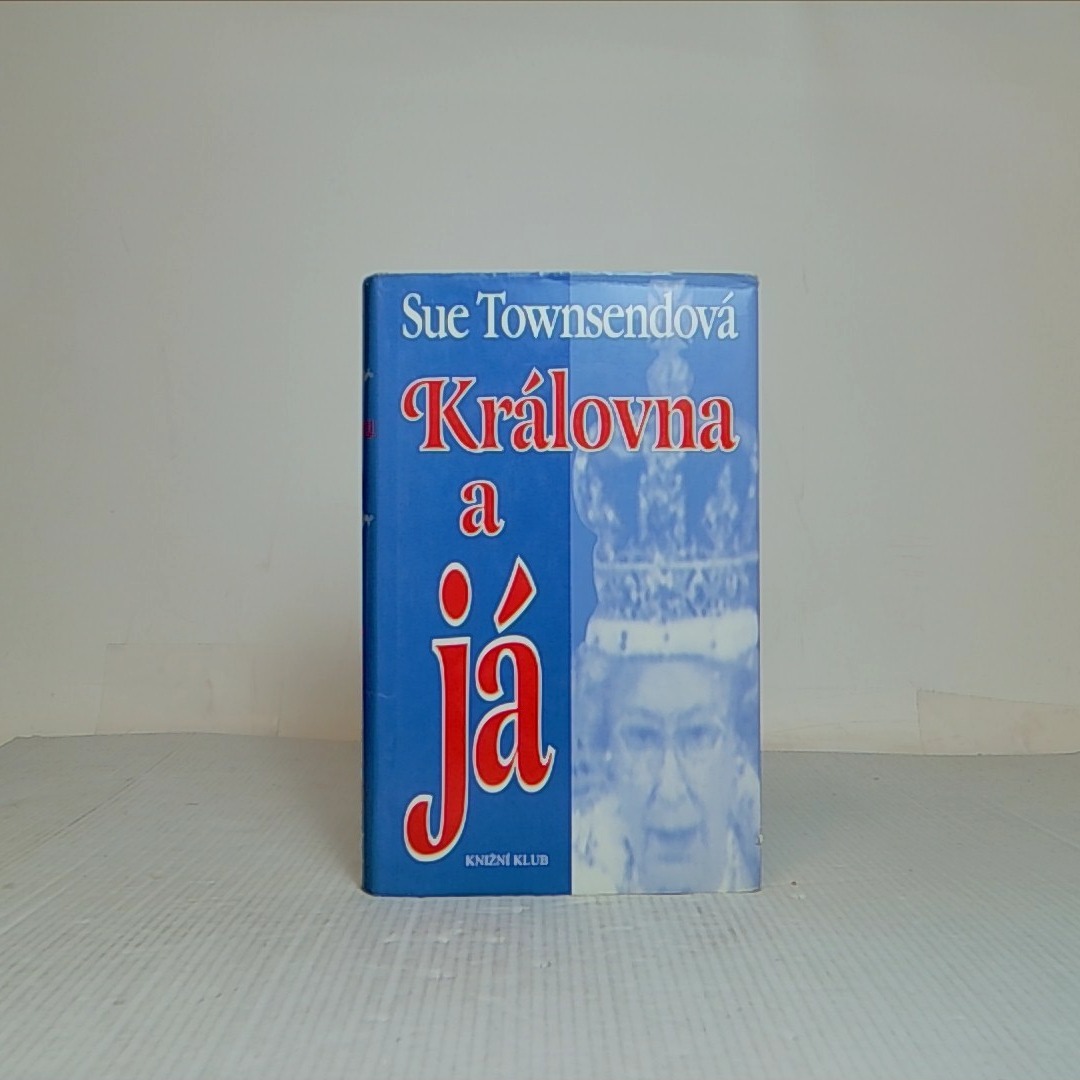 Sue Townsendová
Královna
a
já
KNIŽNÍ KLUB